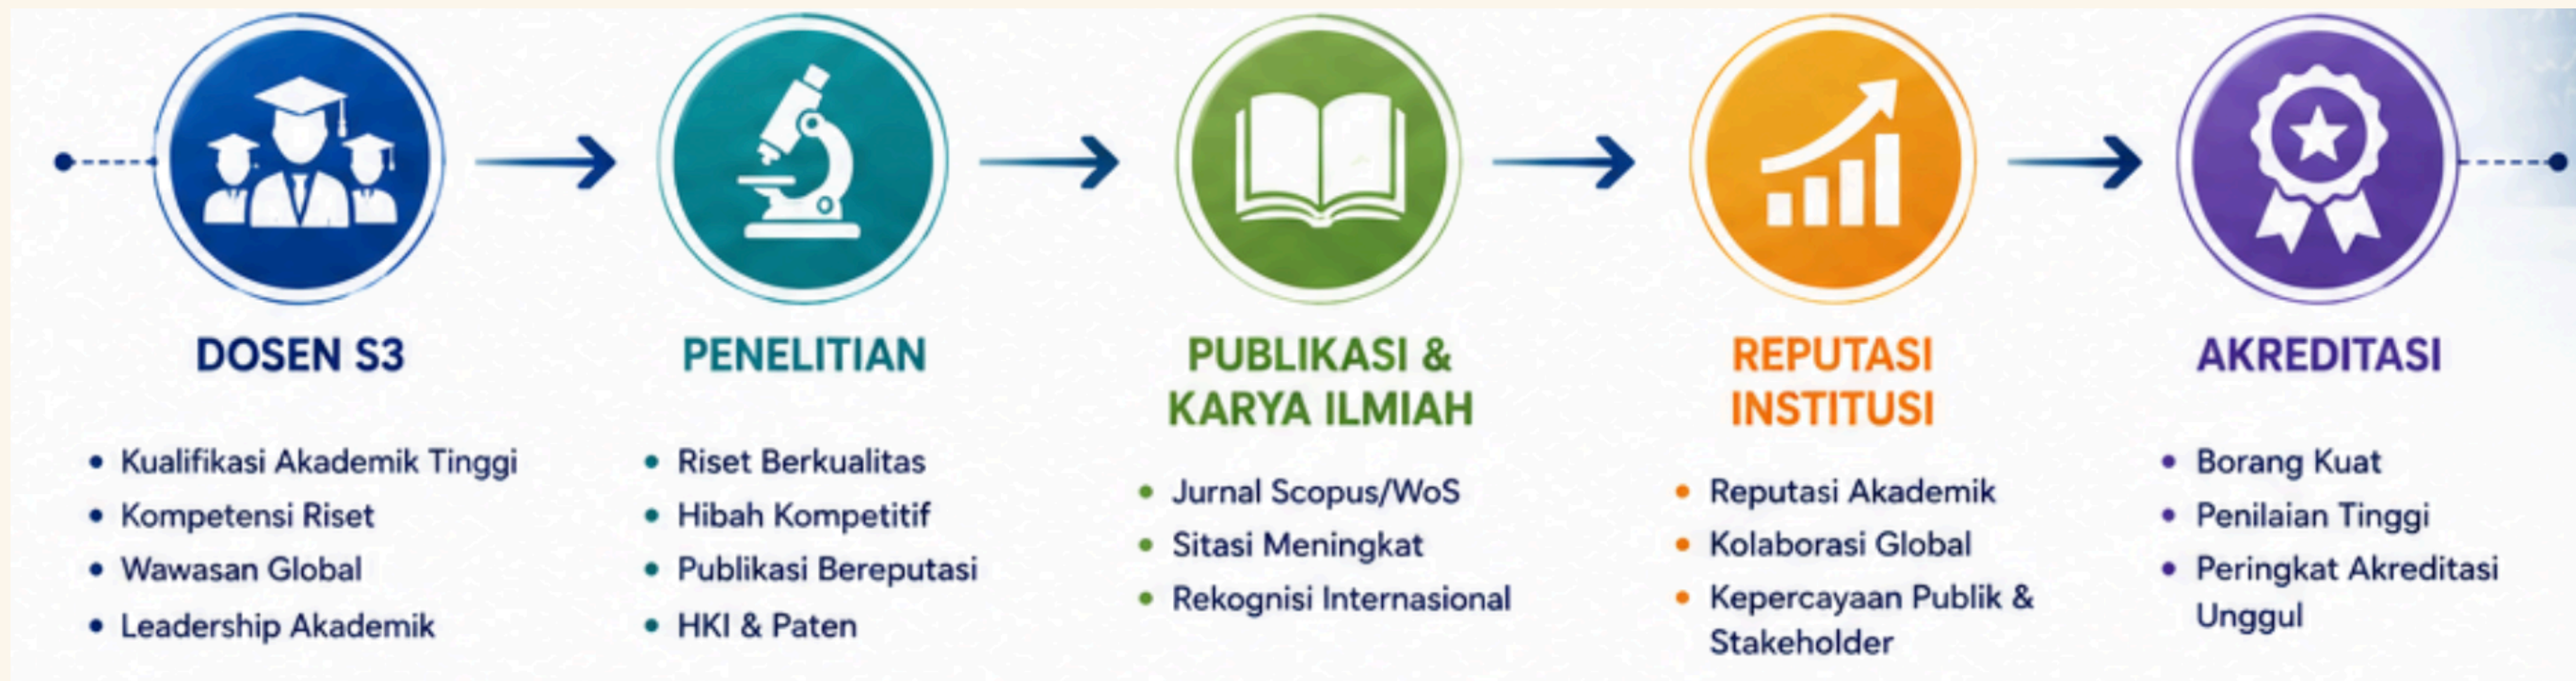 DOSEN S3
• Kualifikasi Akademik Tinggi
• Kompetensi Riset
• Wawasan Global
• Leadership Akademik
PENELITIAN
• Riset Berkualitas
• Hibah Kompetitif
• Publikasi Bereputasi
• HKI & Paten
PUBLIKASI &
KARYA ILMIAH
• Jurnal Scopus/WoS
• Sitasi Meningkat
• Rekognisi Internasional
REPUTASI
INSTITUSI
• Reputasi Akademik
• Kolaborasi Global
• Kepercayaan Publik &
Stakeholder
AKREDITASI
• Borang Kuat
• Penilaian Tinggi
• Peringkat Akreditasi
Unggul